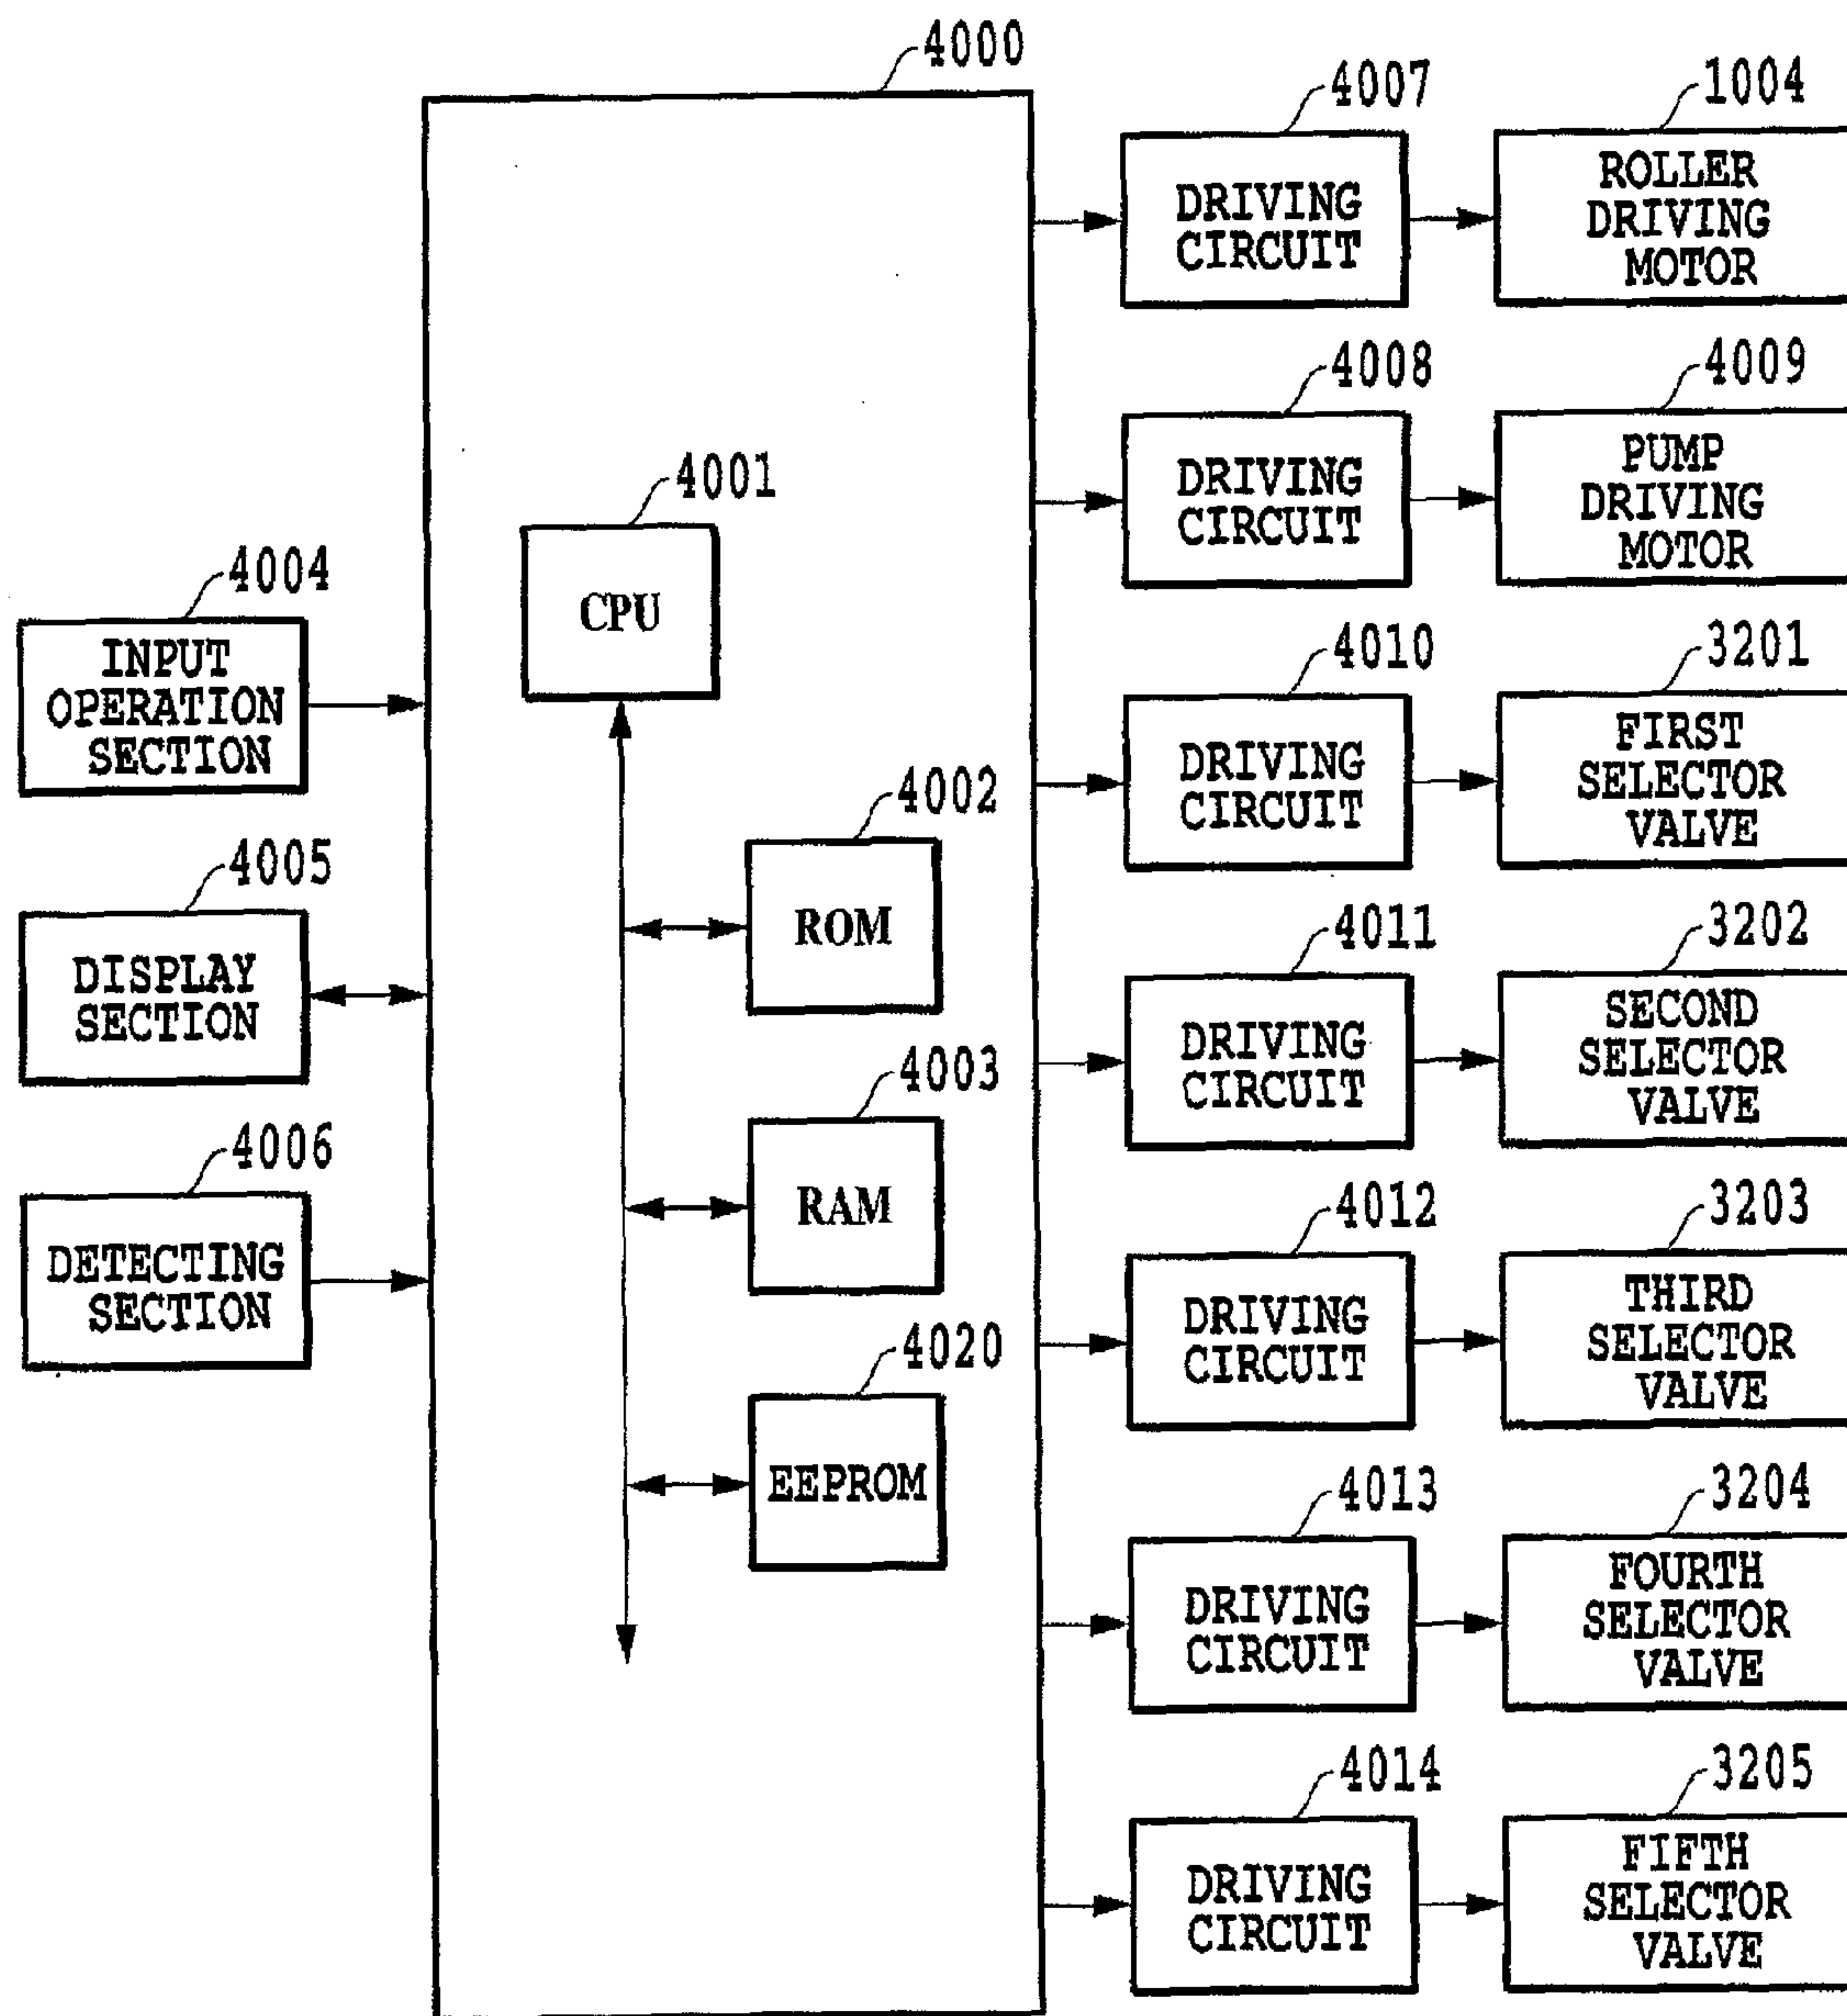 4000
4001
CPU
4002
ROM
4003
RAM
4020
EEPROM
4004
INPUT
OPERATION
SECTION
4005
DISPLAY
SECTION
4006
DETECTING
SECTION
4007
DRIVING
CIRCUIT
1004
ROLLER
DRIVING
MOTOR
4008
DRIVING
CIRCUIT
4009
PUMP
DRIVING
MOTOR
4010
DRIVING
CIRCUIT
3201
FIRST
SELECTOR
VALVE
4011
DRIVING
CIRCUIT
3202
SECOND
SELECTOR
VALVE
4012
DRIVING
CIRCUIT
3203
THIRD
SELECTOR
VALVE
4013
DRIVING
CIRCUIT
3204
FOURTH
SELECTOR
VALVE
4014
DRIVING
CIRCUIT
3205
FIFTH
SELECTOR
VALVE